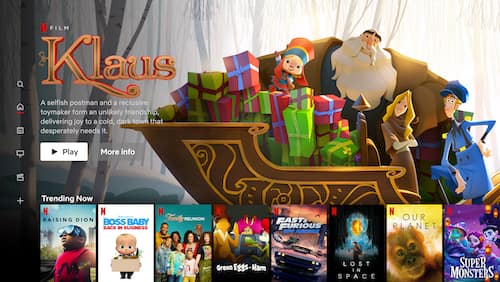 FILM
Klaus
A selfish postman and a reclusive
toymaker form an unlikely friendship,
delivering joy to a cold, dark town that
desperately needs it.
Play
More info
Trending Now
RAISING DION
BOSS BABY
BACK IN BUSINESS
Family
REUNION
Green Eggs and Ham
FAST & FURIOUS
SPY RACERS
LOST
IN
SPACE
OUR
PLANET
SUPER
MONSTERS